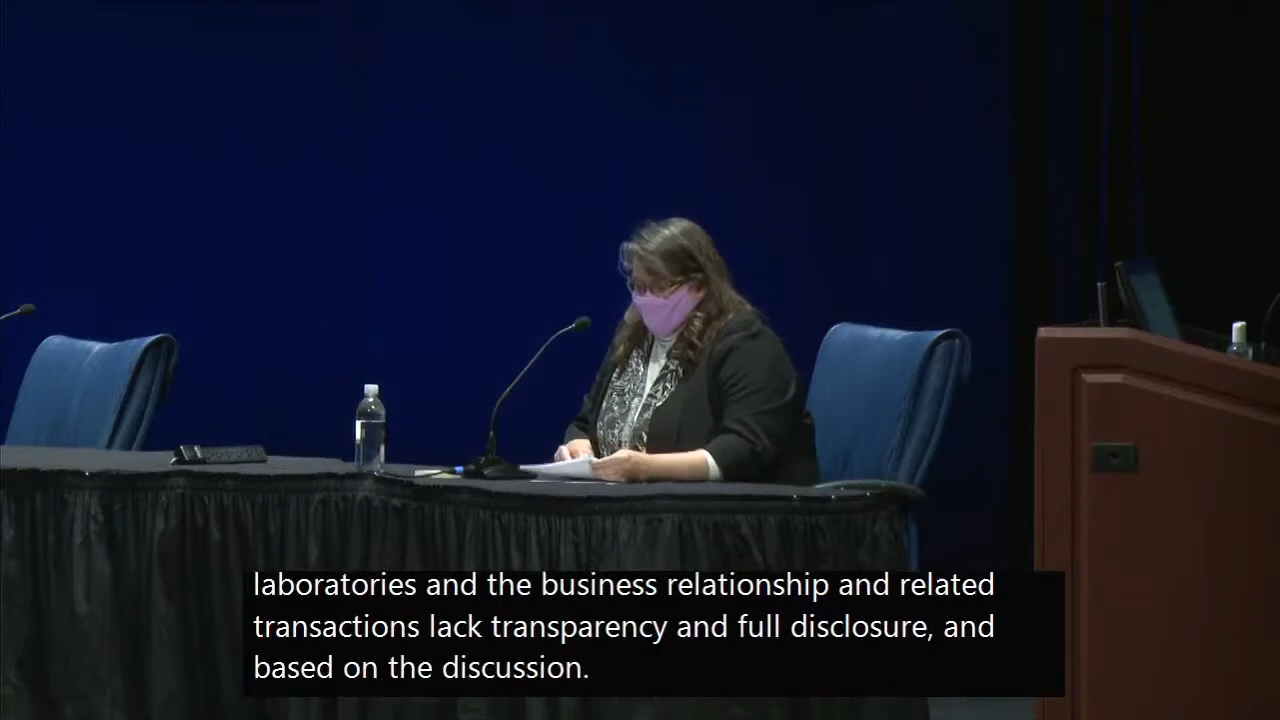 laboratories and the business relationship and related
transactions lack transparency and full disclosure, and
based on the discussion.